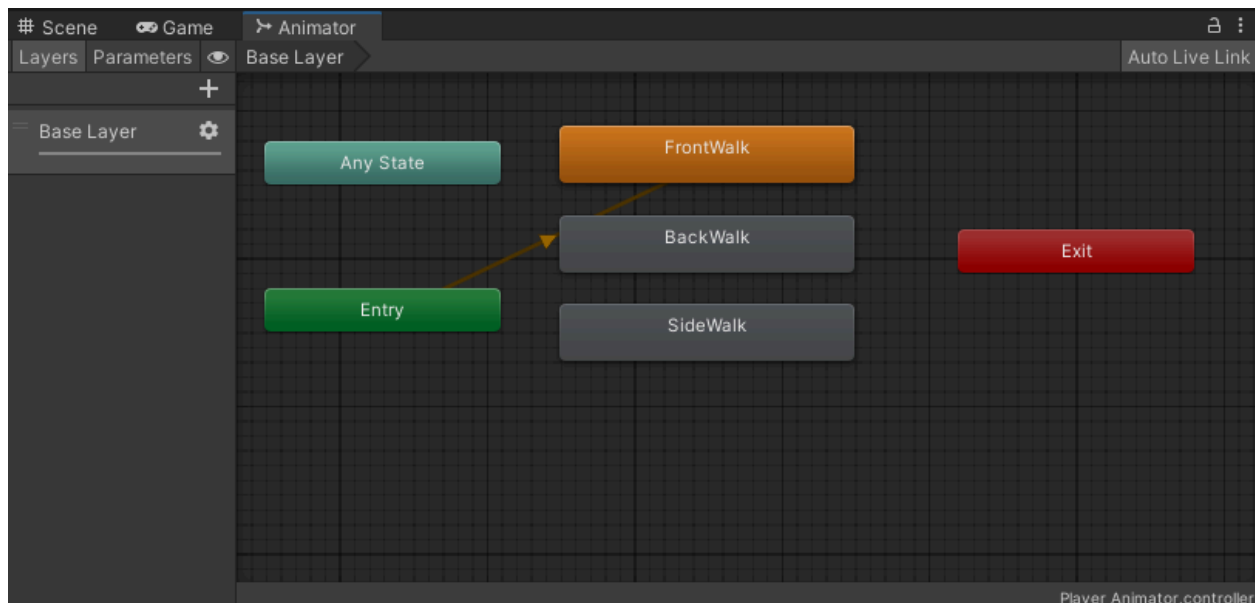 Scene Game Animator
Layers Parameters Base Layer Auto Live Link
Base Layer
Any State
FrontWalk
BackWalk
Exit
Entry
SideWalk
Player Animator.controller